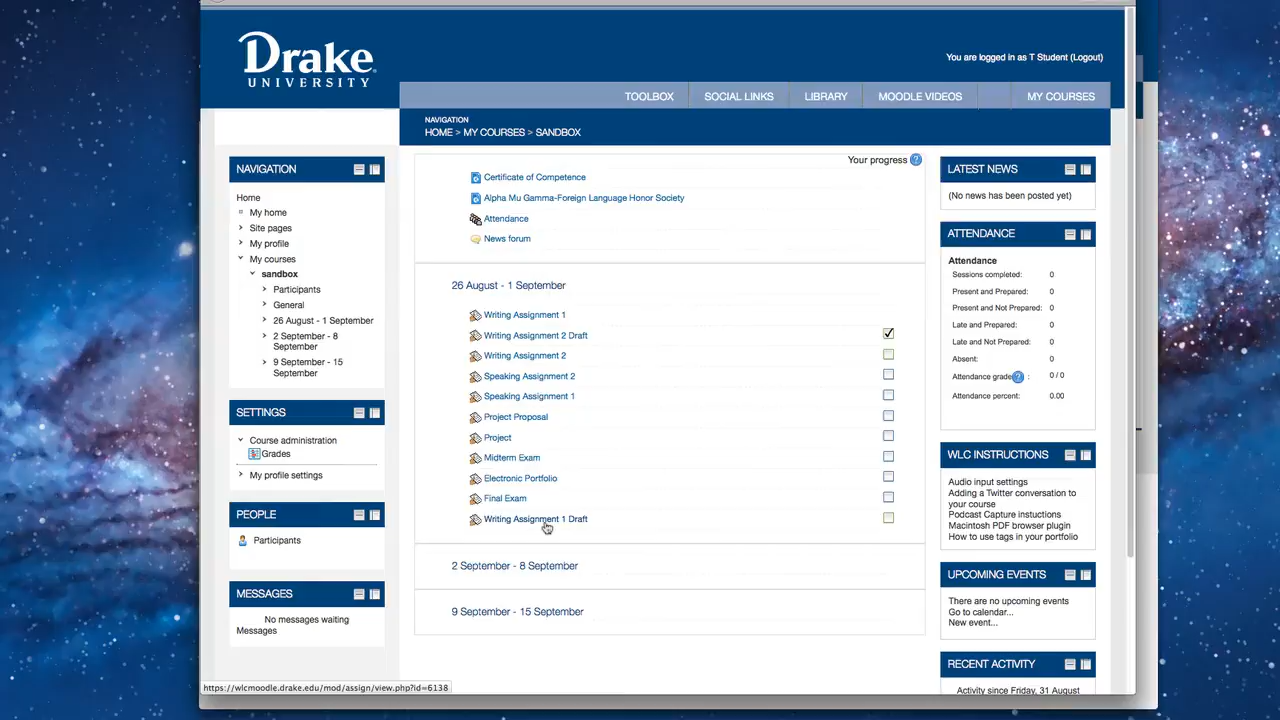 Drake
UNIVERSITY
You are logged in as T Student (Logout)
TOOLBOX
SOCIAL LINKS
LIBRARY
MOODLE VIDEOS
MY COURSES
NAVIGATION
HOME > MY COURSES > SANDBOX
NAVIGATION
Home
My home
Site pages
My profile
My courses
sandbox
Participants
General
26 August - 1 September
2 September - 8
September
9 September - 15
September
SETTINGS
Course administration
Grades
My profile settings
PEOPLE
Participants
MESSAGES
No messages waiting
Messages
Your progress
Certificate of Competence
Alpha Mu Gamma-Foreign Language Honor Society
Attendance
News forum
26 August - 1 September
Writing Assignment 1
Writing Assignment 2 Draft
Writing Assignment 2
Speaking Assignment 2
Speaking Assignment 1
Project Proposal
Project
Midterm Exam
Electronic Portfolio
Final Exam
Writing Assignment 1 Draft
2 September - 8 September
9 September - 15 September
LATEST NEWS
(No news has been posted yet)
ATTENDANCE
Attendance
Sessions completed: 0
Present and Prepared: 0
Present and Not Prepared: 0
Late and Prepared: 0
Late and Not Prepared: 0
Absent: 0
Attendance grade : 0 / 0
Attendance percent: 0.00
WLC INSTRUCTIONS
Audio input settings
Adding a Twitter conversation to
your course
Podcast Capture instuctions
Macintosh PDF browser plugin
How to use tags in your portfolio
UPCOMING EVENTS
There are no upcoming events
Go to calendar...
New event...
RECENT ACTIVITY
Activity since Friday, 31 August
https://wlcmoodle.drake.edu/mod/assign/view.php?id=6138